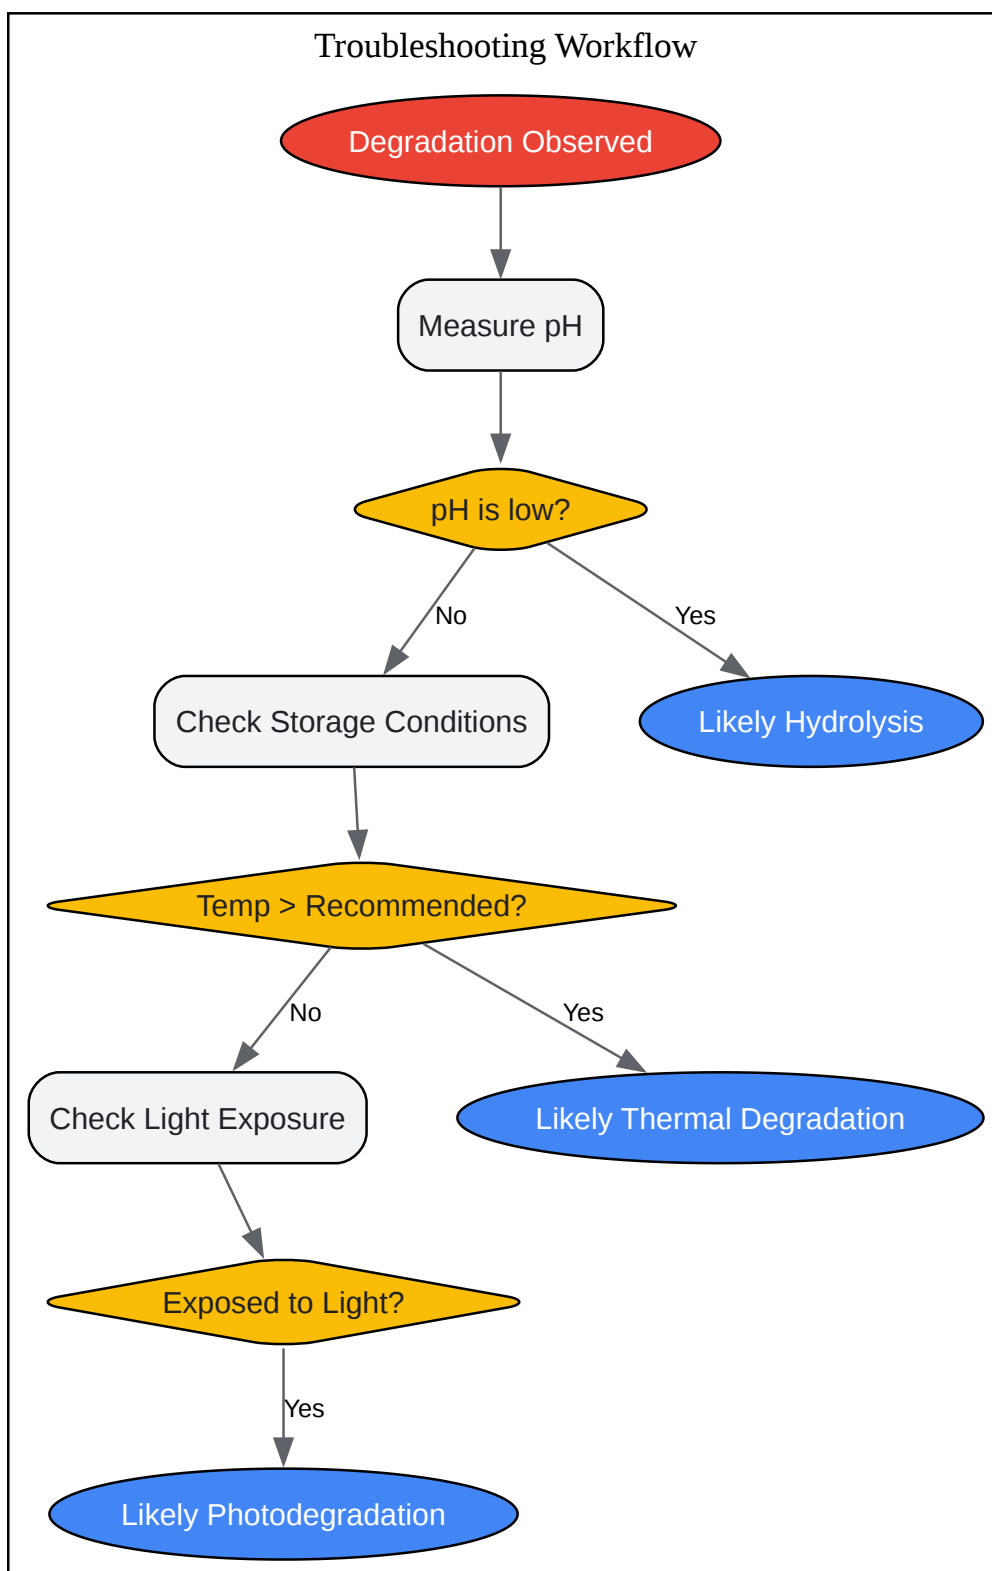 Troubleshooting Workflow
Degradation Observed
Measure pH
pH is low?
No
Yes
Check Storage Conditions
Likely Hydrolysis
Temp > Recommended?
No
Yes
Check Light Exposure
Likely Thermal Degradation
Exposed to Light?
Yes
Likely Photodegradation